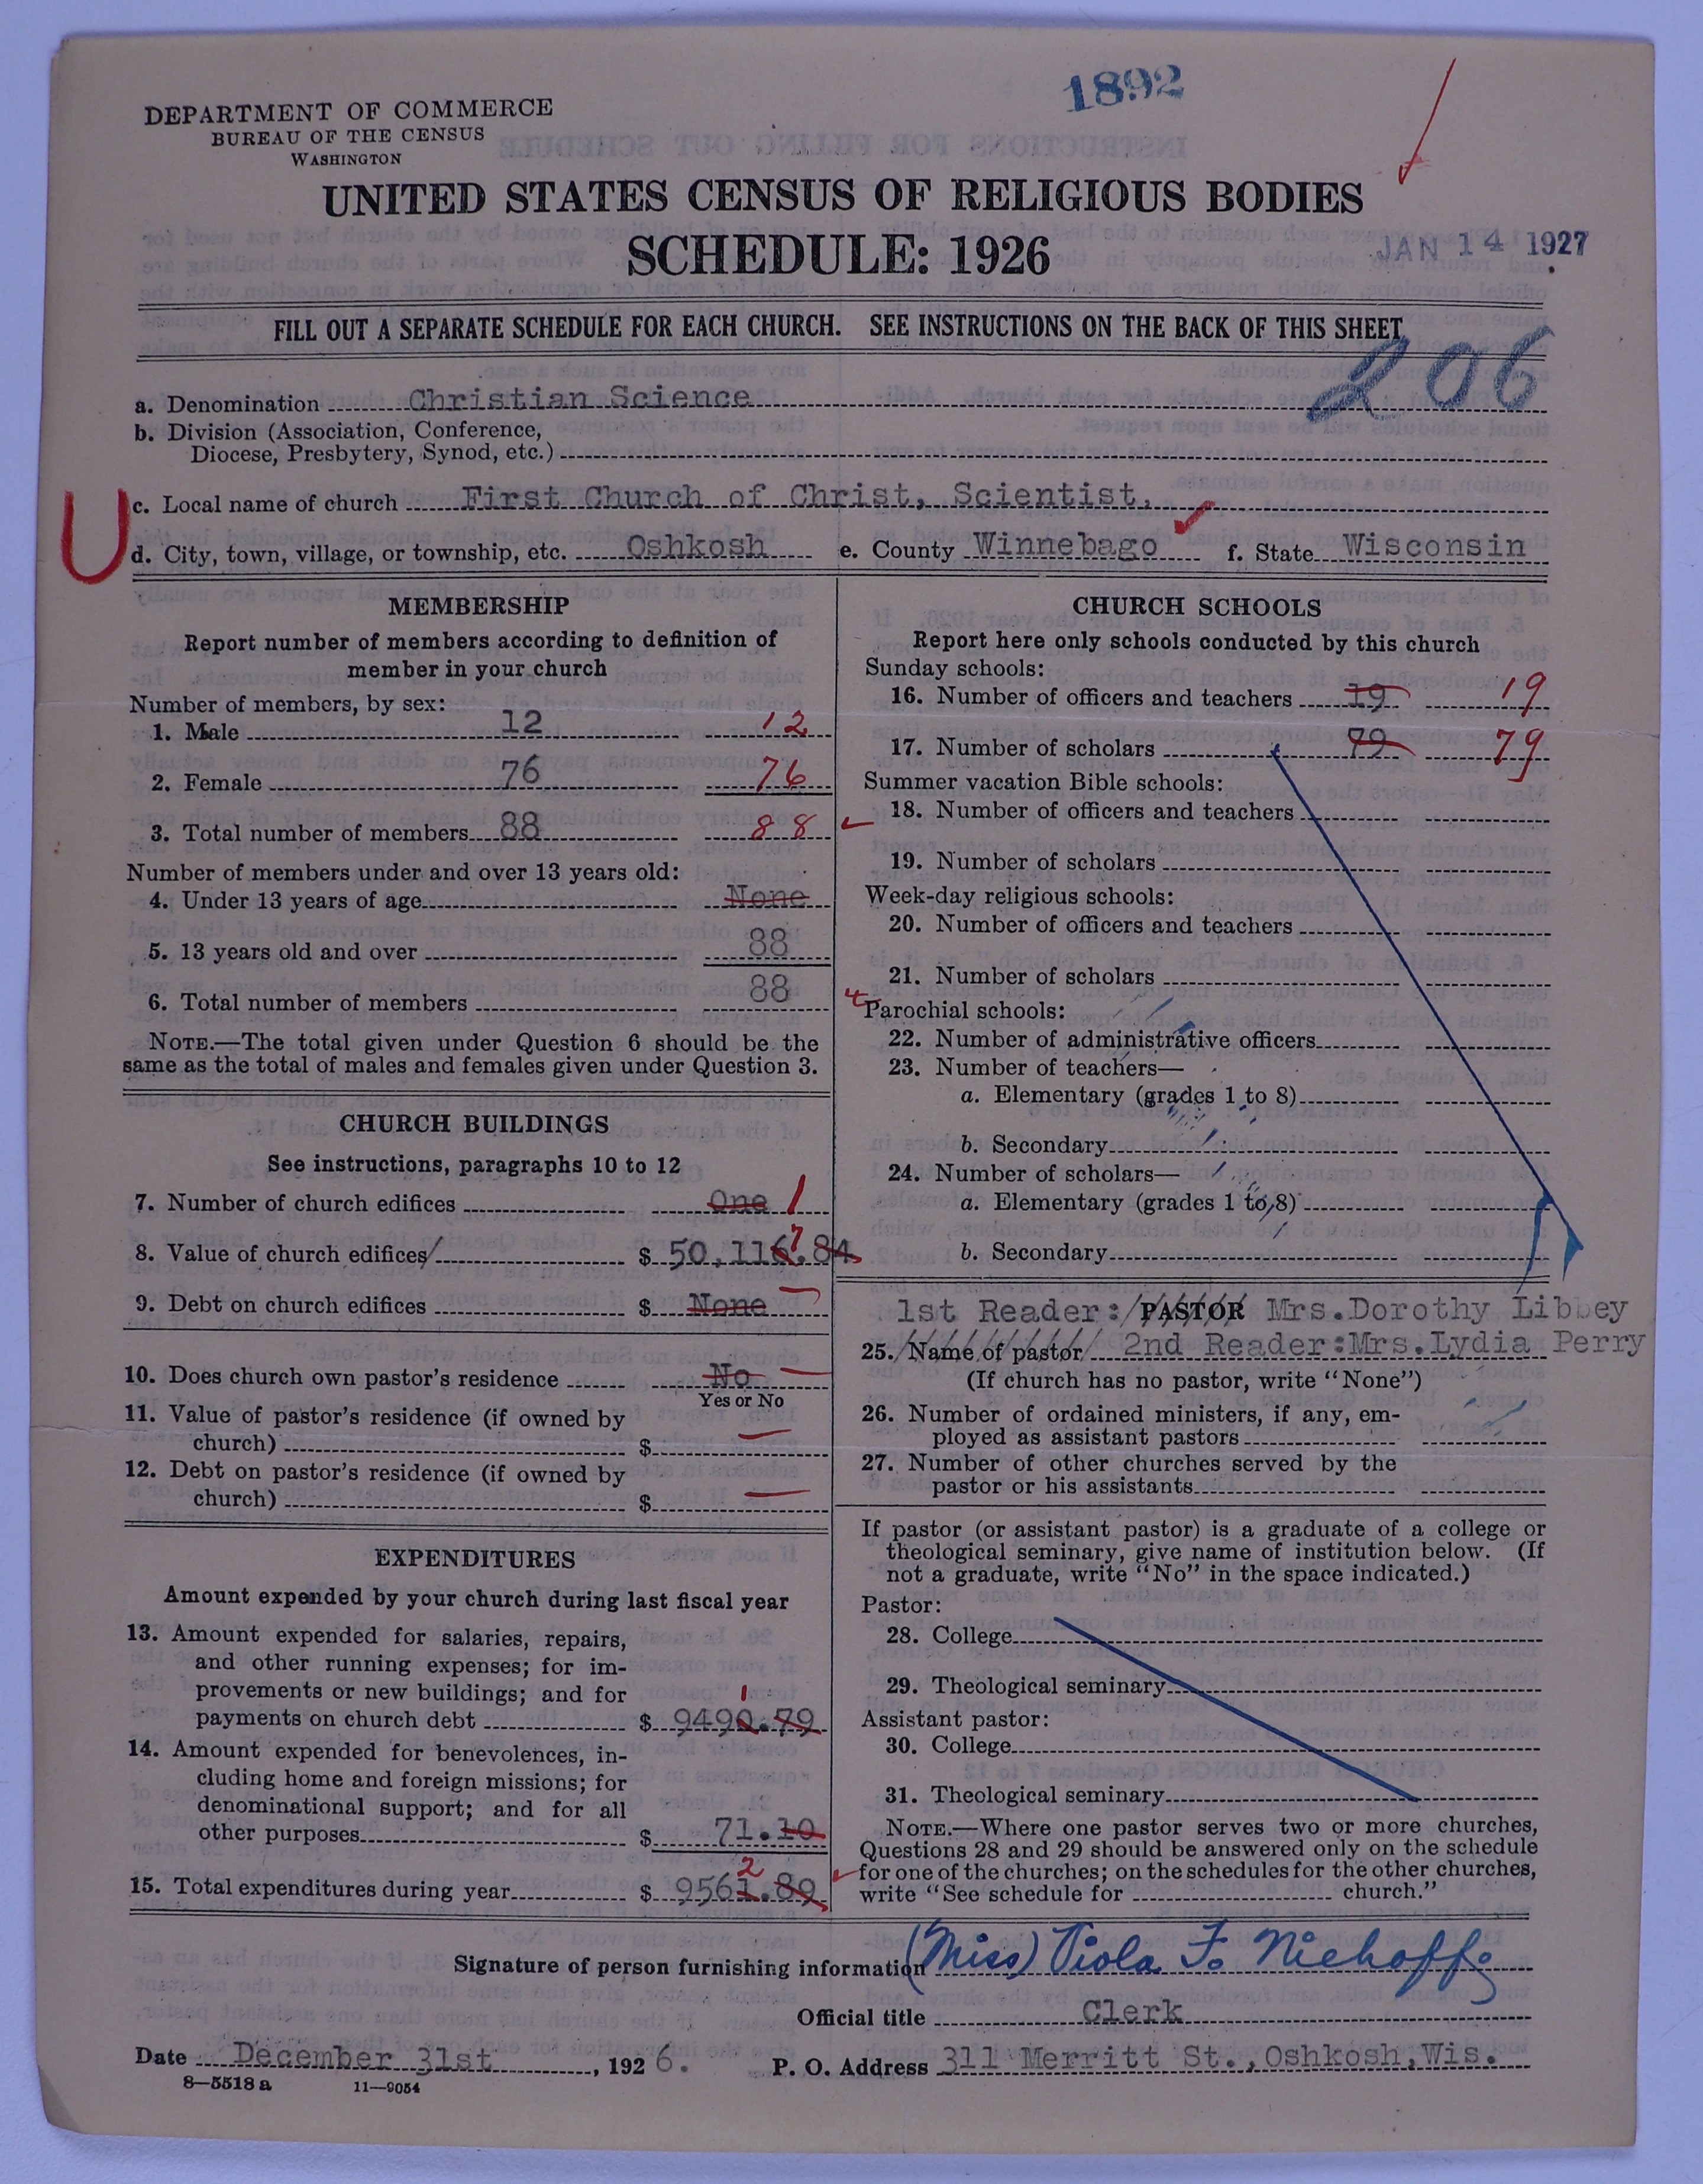 1892
DEPARTMENT OF COMMERCE
BUREAU OF THE CENSUS
WASHINGTON
UNITED STATES CENSUS OF RELIGIOUS BODIES
SCHEDULE: 1926
JAN 14 1927
FILL OUT A SEPARATE SCHEDULE FOR EACH CHURCH. SEE INSTRUCTIONS ON THE BACK OF THIS SHEET
206
a. Denomination Christian Science
b. Division (Association, Conference,
Diocese, Presbytery, Synod, etc.)
c. Local name of church First Church of Christ, Scientist,
d. City, town, village, or township, etc. Oshkosh e. County Winnebago f. State Wisconsin
MEMBERSHIP
Report number of members according to definition of
member in your church
Number of members, by sex:
1. Male 12 12
2. Female 76 76
3. Total number of members 88 88
Number of members under and over 13 years old:
4. Under 13 years of age None
5. 13 years old and over 88
6. Total number of members 88
NOTE.—The total given under Question 6 should be the
same as the total of males and females given under Question 3.
CHURCH BUILDINGS
See instructions, paragraphs 10 to 12
7. Number of church edifices One 1
8. Value of church edifices $ 50,116.84 7
9. Debt on church edifices $ None
10. Does church own pastor's residence No
Yes or No
11. Value of pastor's residence (if owned by
church) $
12. Debt on pastor's residence (if owned by
church) $
EXPENDITURES
Amount expended by your church during last fiscal year
13. Amount expended for salaries, repairs,
and other running expenses; for im-
provements or new buildings; and for
1
payments on church debt $ 9490.79
14. Amount expended for benevolences, in-
cluding home and foreign missions; for
denominational support; and for all
other purposes $ 71.10
2
15. Total expenditures during year $ 9561.89
CHURCH SCHOOLS
Report here only schools conducted by this church
Sunday schools:
16. Number of officers and teachers 19 19
17. Number of scholars 79 79
Summer vacation Bible schools:
18. Number of officers and teachers
19. Number of scholars
Week-day religious schools:
20. Number of officers and teachers
21. Number of scholars
Parochial schools:
22. Number of administrative officers
23. Number of teachers—
a. Elementary (grades 1 to 8)
b. Secondary
24. Number of scholars—
a. Elementary (grades 1 to 8)
b. Secondary
1st Reader: PASTOR Mrs.Dorothy Libbey
25. Name of pastor 2nd Reader:Mrs.Lydia Perry
(If church has no pastor, write "None")
26. Number of ordained ministers, if any, em-
ployed as assistant pastors
27. Number of other churches served by the
pastor or his assistants
If pastor (or assistant pastor) is a graduate of a college or
theological seminary, give name of institution below. (If
not a graduate, write "No" in the space indicated.)
Pastor:
28. College
29. Theological seminary
Assistant pastor:
30. College
31. Theological seminary
NOTE.—Where one pastor serves two or more churches,
Questions 28 and 29 should be answered only on the schedule
for one of the churches; on the schedules for the other churches,
write "See schedule for church."
Signature of person furnishing information (Miss) Viola F. Niehoff
Official title Clerk
Date December 31st, 1926. P. O. Address 311 Merritt St., Oshkosh, Wis.
8—5518 a 11—9054